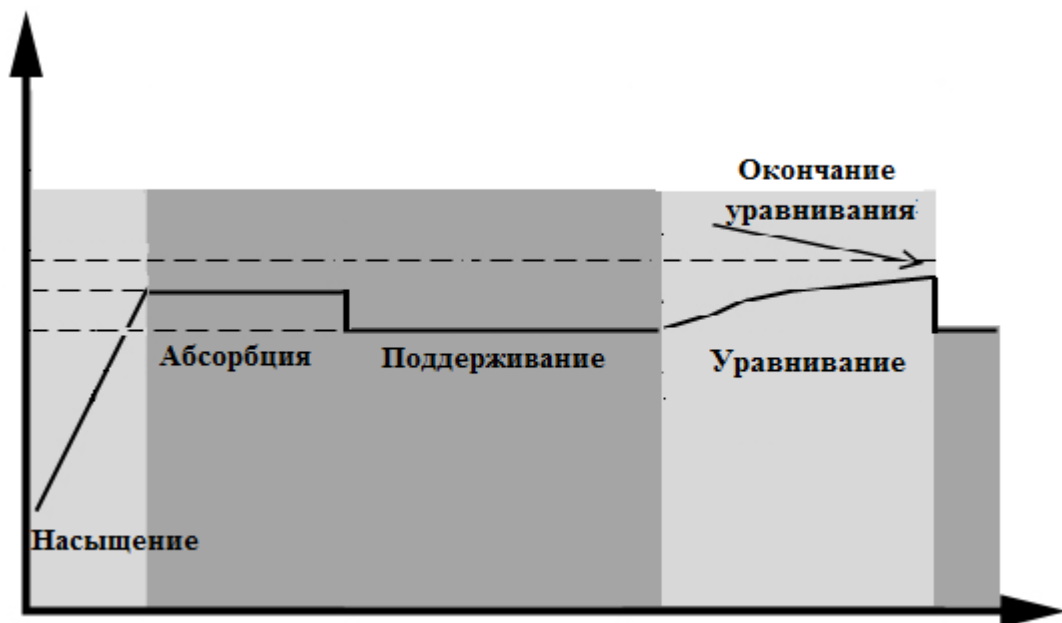 Окончание
уравнивания
Абсорбция
Поддерживание
Уравнивание
Насыщение